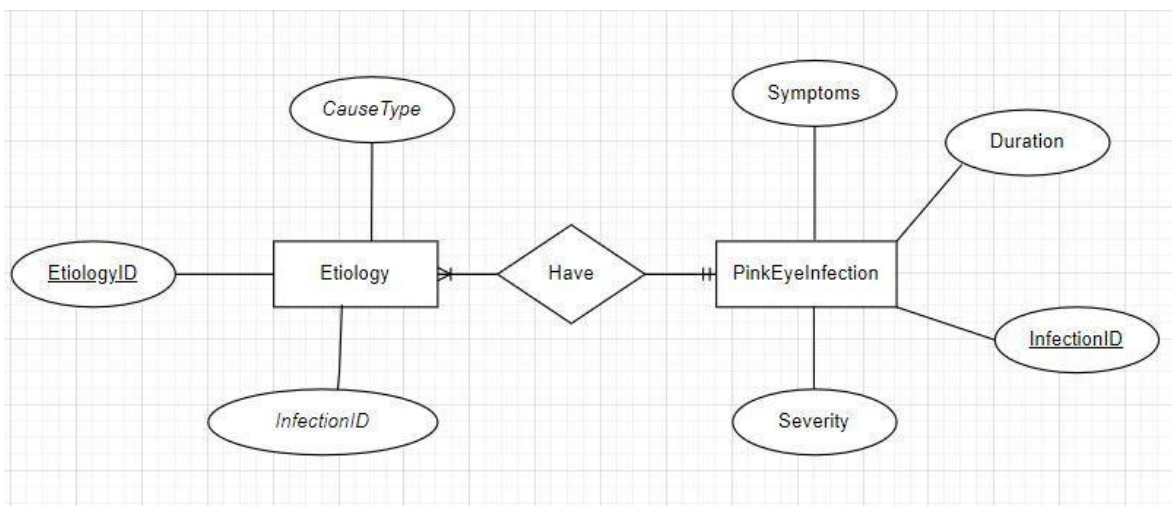 Symptoms
CauseType
Duration
EtiologyID
Etiology
Have
PinkEyeInfection
InfectionID
InfectionID
Severity